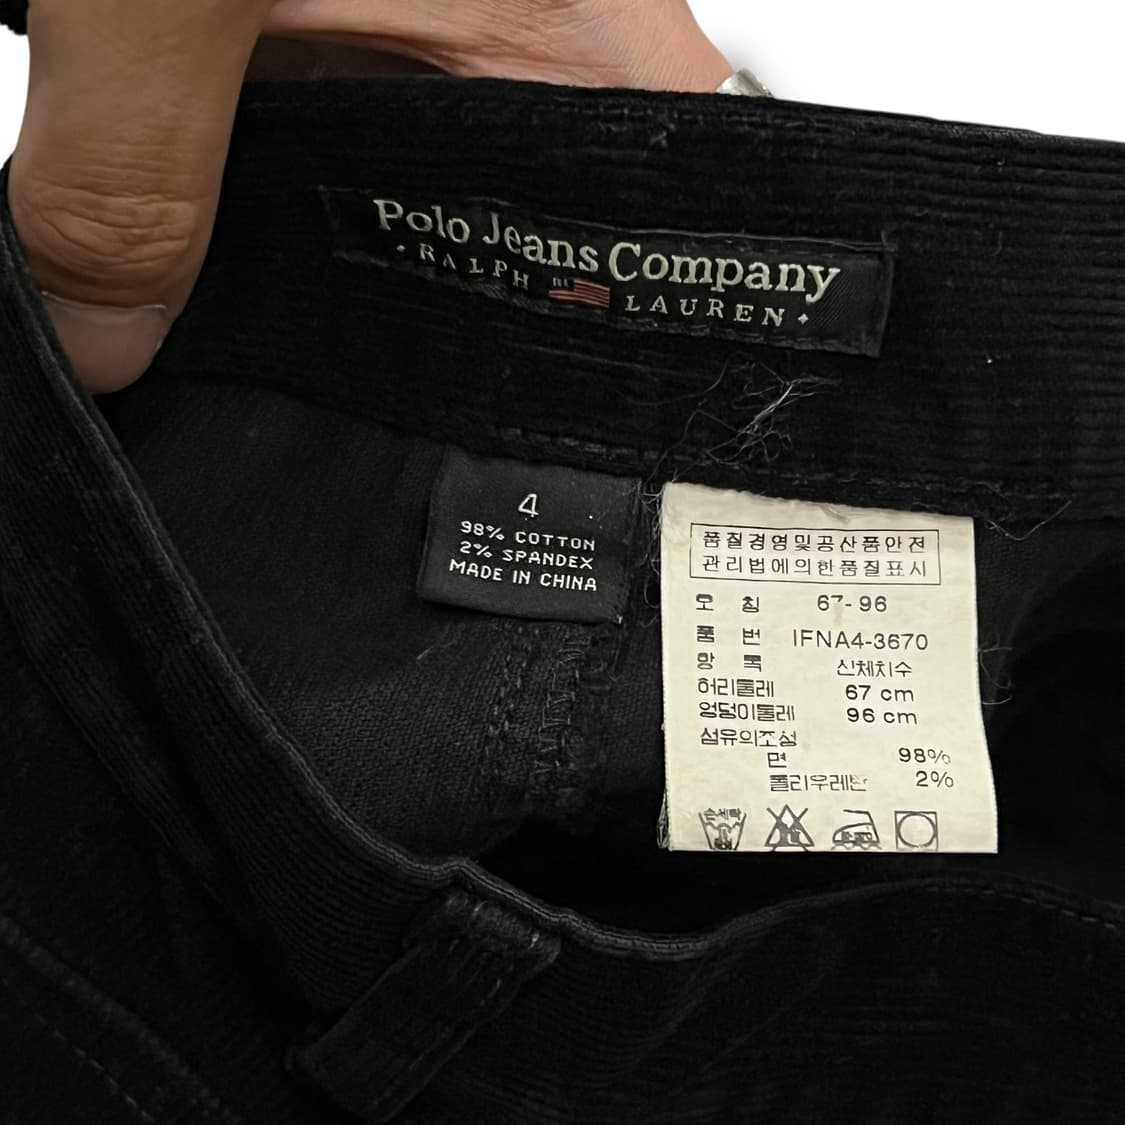 Polo Jeans Company
RALPH LAUREN
4
98% COTTON
2% SPANDEX
MADE IN CHINA
품질경영및공산품안전
관리법에의한품질표시
호 칭 67-96
품 번 IFNA4-3670
항 목 신체치수
허리둘레 67 cm
엉덩이둘레 96 cm
섬유의조성
면 98%
폴리우레탄 2%
손세탁